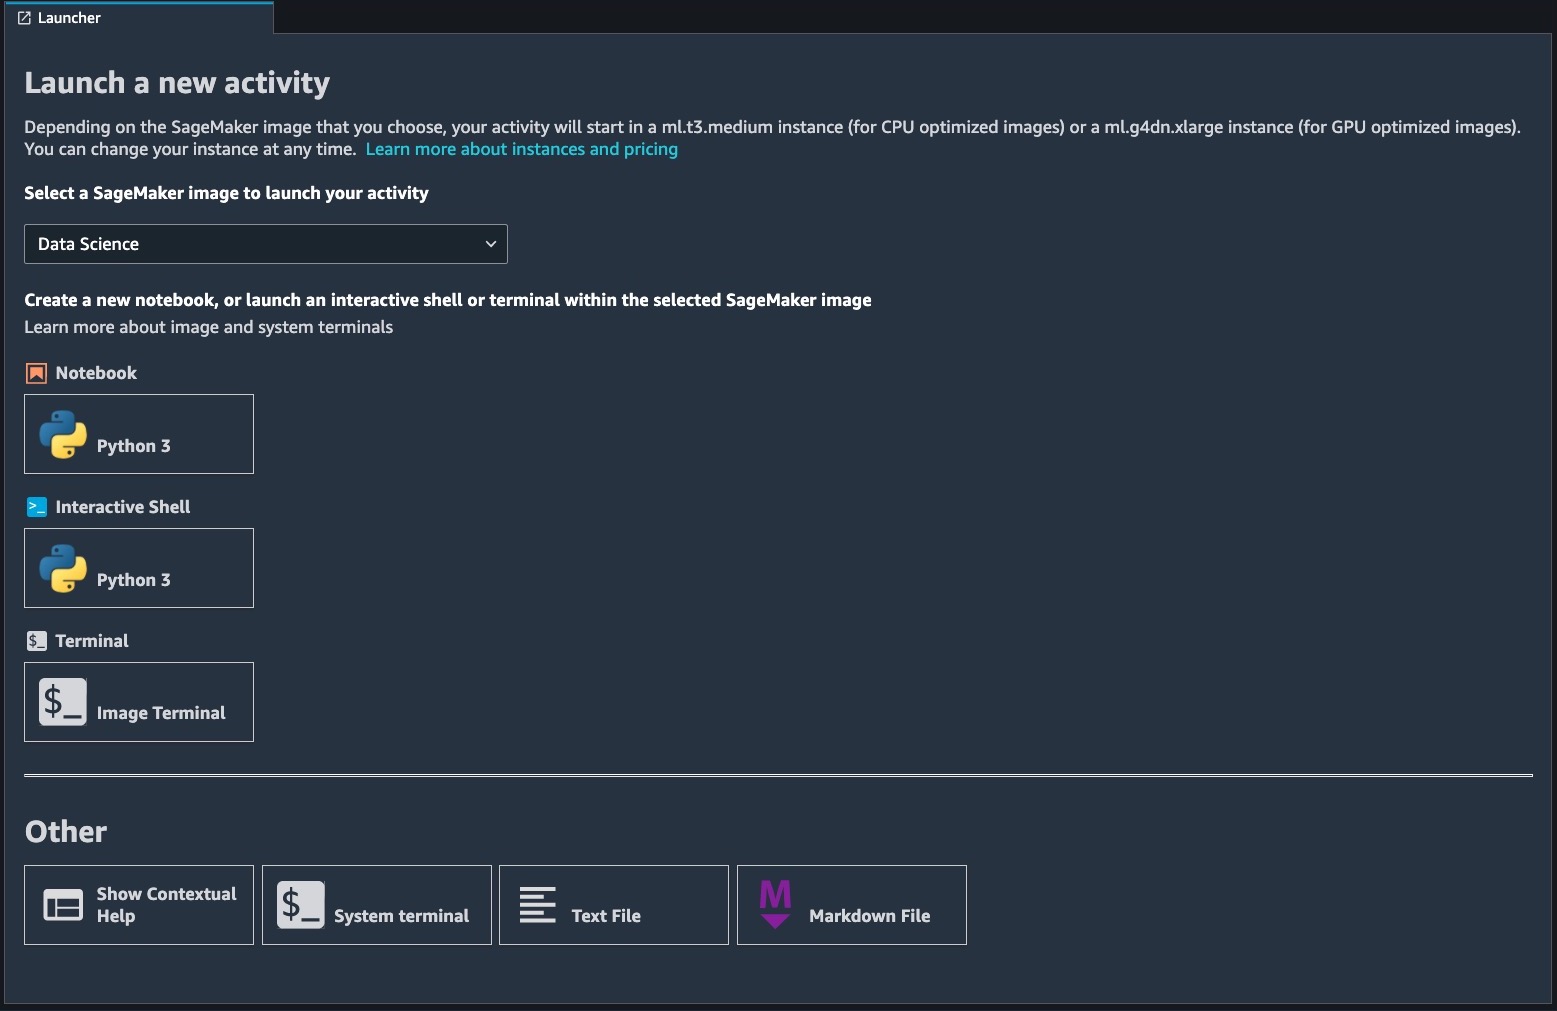 Launcher
Launch a new activity
Depending on the SageMaker image that you choose, your activity will start in a ml.t3.medium instance (for CPU optimized images) or a ml.g4dn.xlarge instance (for GPU optimized images).
You can change your instance at any time. Learn more about instances and pricing
Select a SageMaker image to launch your activity
Data Science
Create a new notebook, or launch an interactive shell or terminal within the selected SageMaker image
Learn more about image and system terminals
Notebook
Python 3
>_ Interactive Shell
Python 3
$_ Terminal
$_ Image Terminal
Other
Show Contextual
Help
$_ System terminal
Text File
M Markdown File